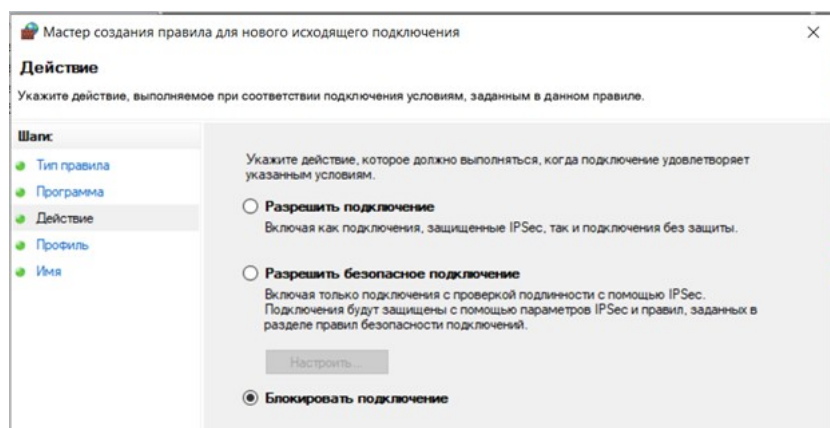 Мастер создания правила для нового исходящего подключения
Действие
Укажите действие, выполняемое при соответствии подключения условиям, заданным в данном правиле.
Шаги:
Тип правила
Программа
Действие
Профиль
Имя
Укажите действие, которое должно выполняться, когда подключение удовлетворяет
указанным условиям.
Разрешить подключение
Включая как подключения, защищенные IPSec, так и подключения без защиты.
Разрешить безопасное подключение
Включая только подключения с проверкой подлинности с помощью IPSec.
Подключения будут защищены с помощью параметров IPSec и правил, заданных в
разделе правил безопасности подключений.
Настроить...
Блокировать подключение